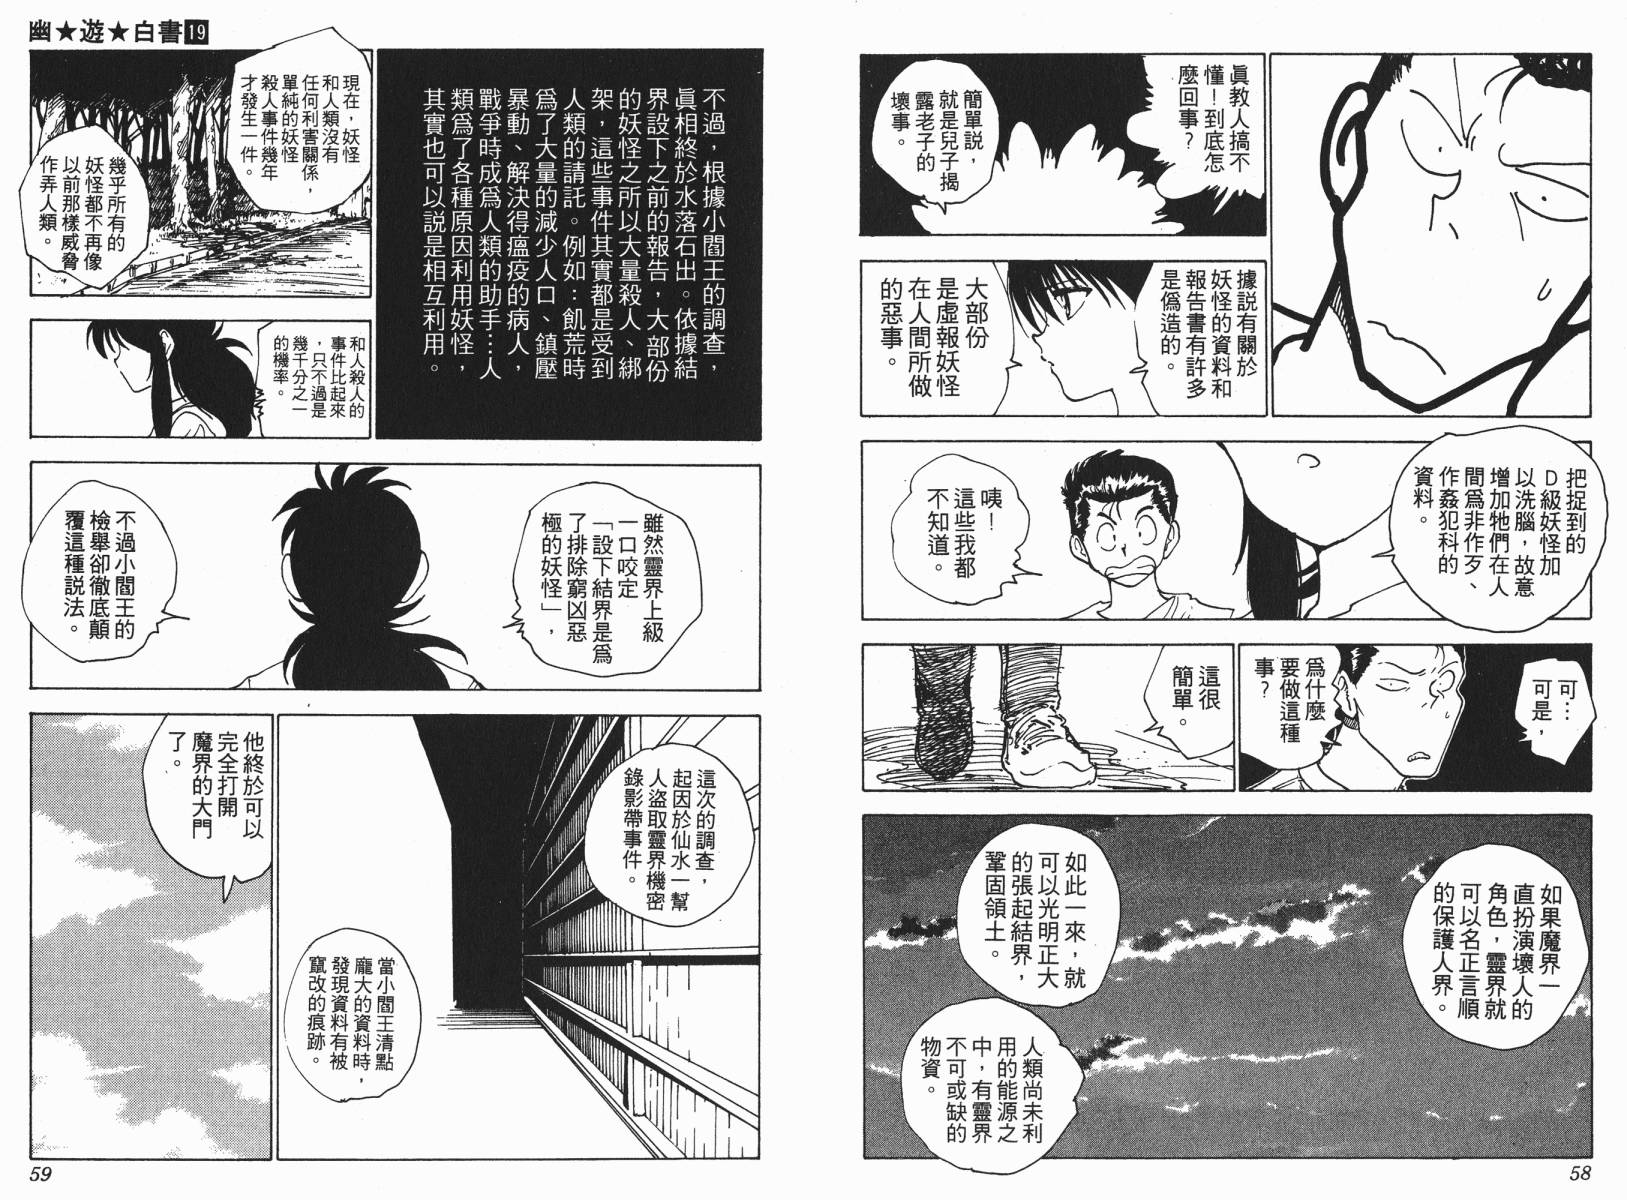 眞教人搞不
懂！到底怎
麼回事？
簡單說，
就是兒子揭
露老子的
壞事。
據説有關於
妖怪的資料和
報告書有許多
是偽造的。
大部份
是虛報妖怪
在人間所做
的惡事。
把捉到的
D級妖怪加
以洗腦，故意
增加牠們在人
間為非作歹、
作姦犯科的
資料。
咦！
這些我都
不知道。
可…
可是，
爲什麼
要做這種
事？
這很
簡單。
如果魔界一
直扮演壞人的
角色，靈界就
可以名正言順
的保護人界。
如此一來，就
可以光明正大
的張起結界，
鞏固領土。
人類尚未利
用的能源之
中，有靈界
不可或缺的
物資。
58
幽★遊★白書19
不過，根據小閻王的調查，
眞相終於水落石出。依據結
界設下之前的報告，大部份
的妖怪之所以大量殺人、綁
架，這些事件其實都是受到
人類的請託。例如：飢荒時
爲了大量的減少人口、鎮壓
暴動、解決得瘟疫的病人，
戰爭時成爲人類的助手…人
類爲了各種原因利用妖怪，
其實也可以説是相互利用。
現在，妖怪
和人類沒有
任何利害關係，
單純的妖怪
殺人事件幾年
才發生一件。
幾乎所有的
妖怪都不再像
以前那樣威脅
作弄人類。
和人殺人的
事件比起來
，只不過是
幾千分之一
的機率。
雖然靈界上級
一口咬定
「設下結界是爲
了排除窮凶惡
極的妖怪」，
不過小閻王的
檢舉卻徹底顛
覆這種說法。
這次的調查，
起因於仙水一幫
人盜取靈界機密
錄影帶事件。
當小閻王清點
龐大的資料時，
發現資料有被
竄改的痕跡。
他終於可以
完全打開
魔界的大門
了。
59